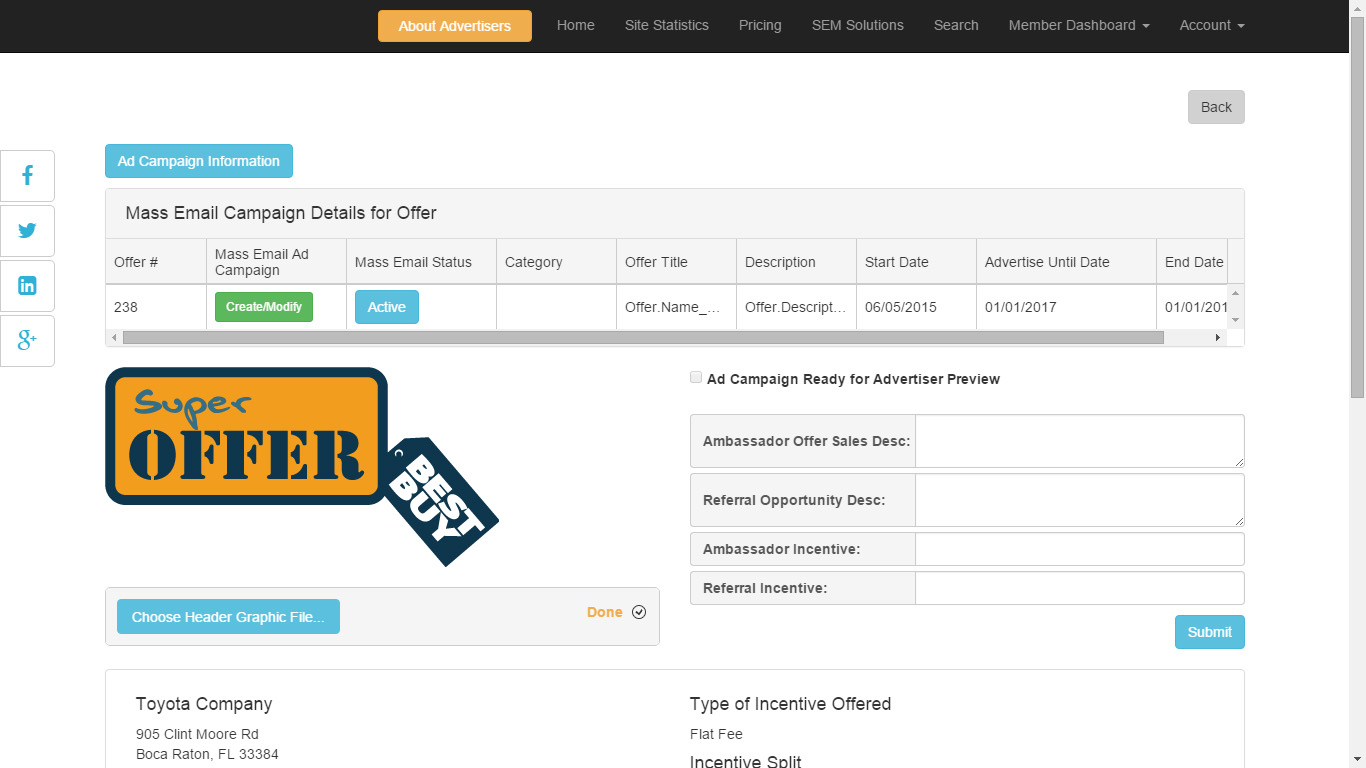 About Advertisers Home Site Statistics Pricing SEM Solutions Search Member Dashboard Account
Back
Ad Campaign Information
Mass Email Campaign Details for Offer
Offer # Mass Email Ad Campaign Mass Email Status Category Offer Title Description Start Date Advertise Until Date End Date
238 Create/Modify Active Offer.Name_... Offer.Descript... 06/05/2015 01/01/2017 01/01/201
Super
OFFER
BEST
BUY
Choose Header Graphic File...
Done
Ad Campaign Ready for Advertiser Preview
Ambassador Offer Sales Desc:
Referral Opportunity Desc:
Ambassador Incentive:
Referral Incentive:
Submit
Toyota Company
905 Clint Moore Rd
Boca Raton, FL 33384
Type of Incentive Offered
Flat Fee
Incentive Split